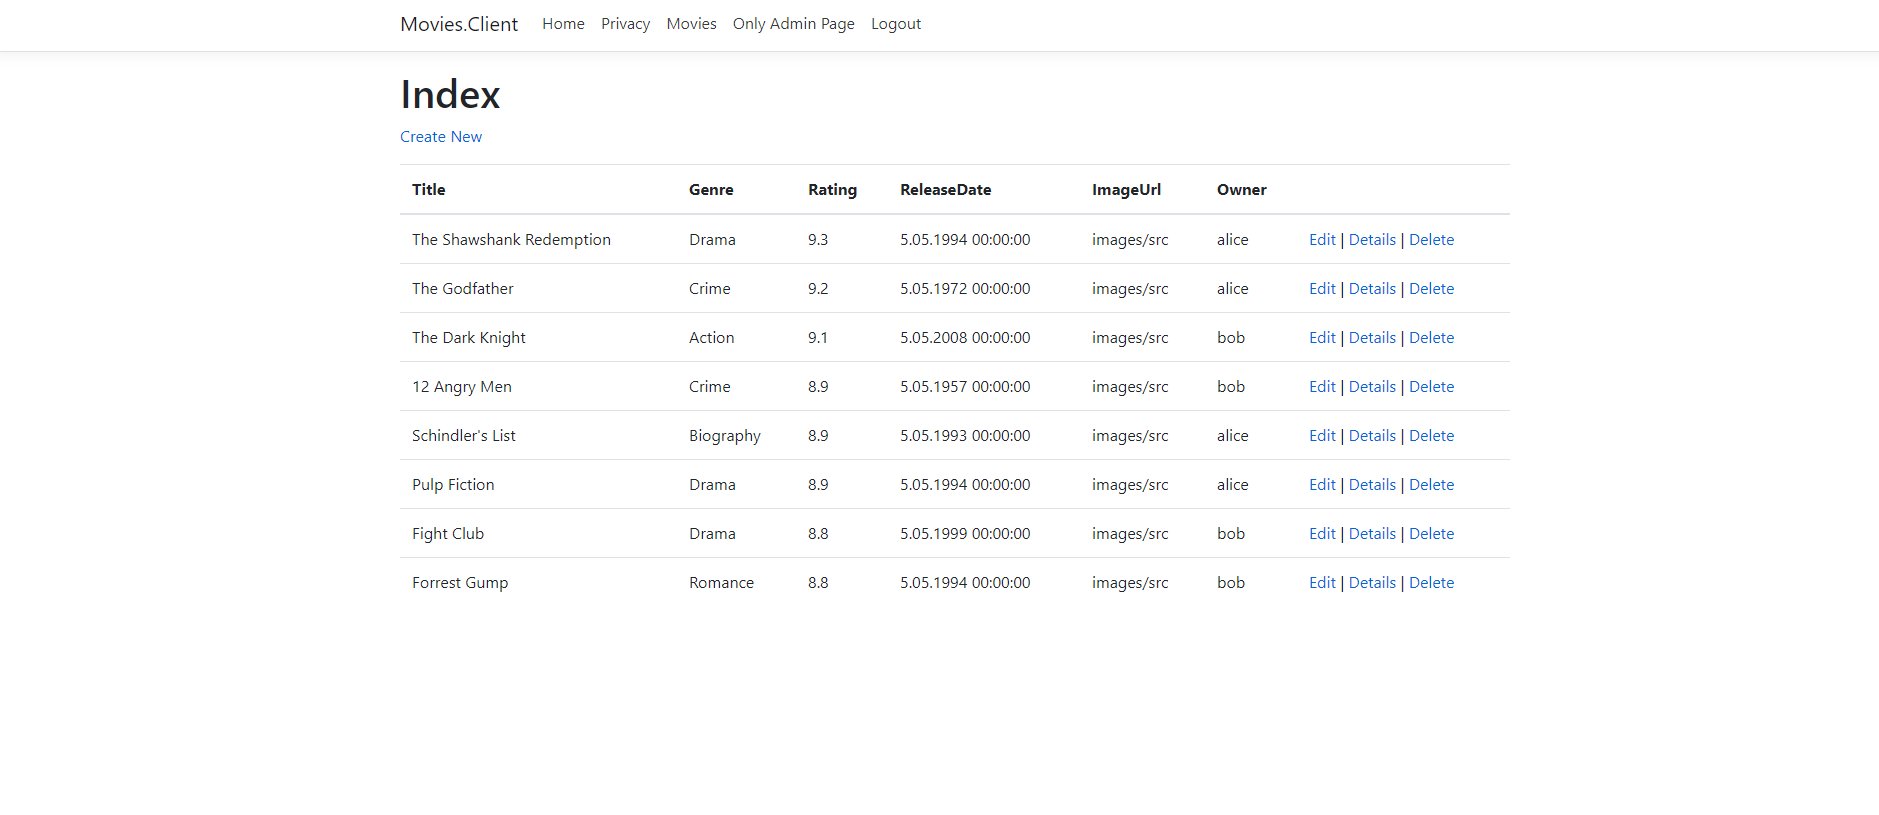 Movies.Client Home Privacy Movies Only Admin Page Logout
Index
Create New
Title Genre Rating ReleaseDate ImageUrl Owner
The Shawshank Redemption Drama 9.3 5.05.1994 00:00:00 images/src alice Edit | Details | Delete
The Godfather Crime 9.2 5.05.1972 00:00:00 images/src alice Edit | Details | Delete
The Dark Knight Action 9.1 5.05.2008 00:00:00 images/src bob Edit | Details | Delete
12 Angry Men Crime 8.9 5.05.1957 00:00:00 images/src bob Edit | Details | Delete
Schindler's List Biography 8.9 5.05.1993 00:00:00 images/src alice Edit | Details | Delete
Pulp Fiction Drama 8.9 5.05.1994 00:00:00 images/src alice Edit | Details | Delete
Fight Club Drama 8.8 5.05.1999 00:00:00 images/src bob Edit | Details | Delete
Forrest Gump Romance 8.8 5.05.1994 00:00:00 images/src bob Edit | Details | Delete